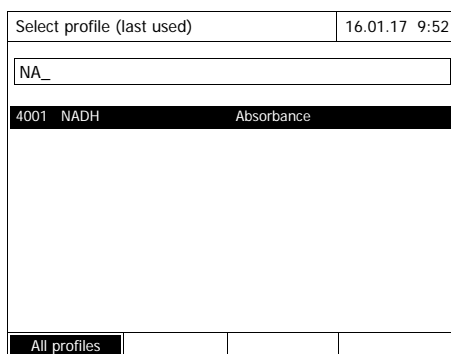 Select profile (last used) 16.01.17 9:52
NA_
4001 NADH Absorbance
All profiles